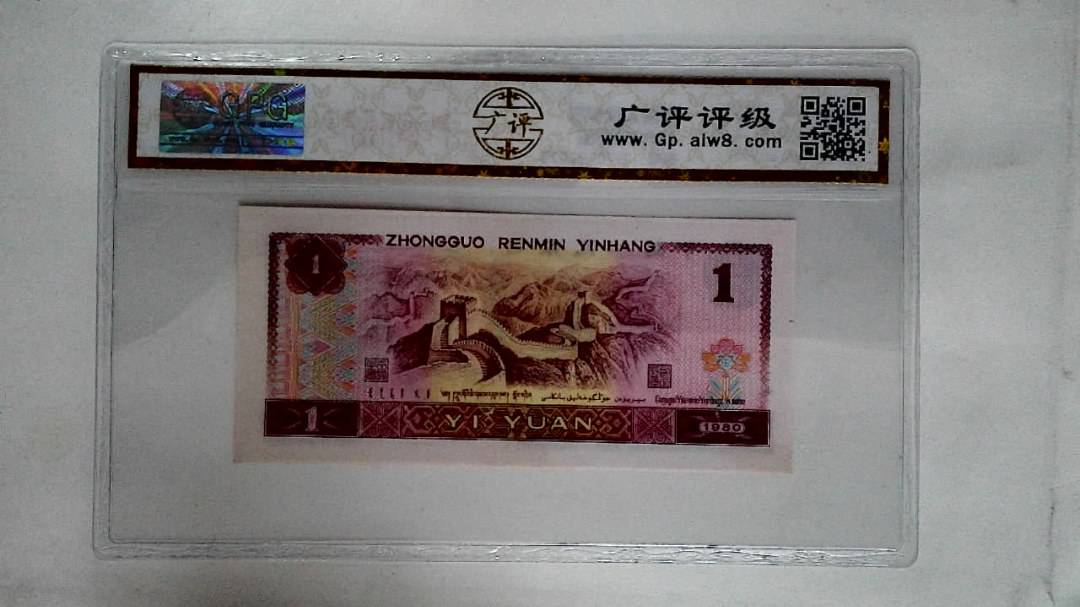 GPG
广评
广评评级
www. Gp. alw8. com
ZHONGGUO RENMIN YINHANG
1
1
1
YI YUAN
1980